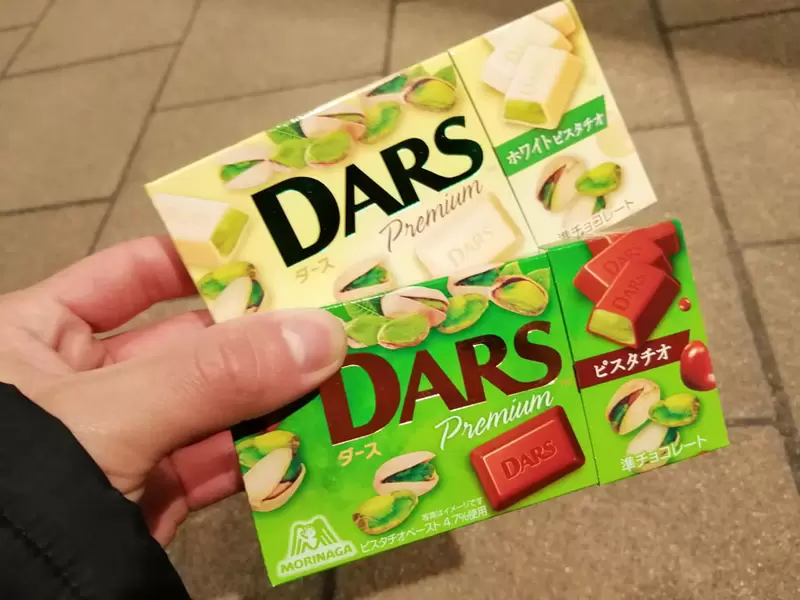 DARS
Premium
ダース
DARS
ホワイトピスタチオ
準チョコレート
DARS
Premium
ダース
DARS
DARS
DARS
ピスタチオ
準チョコレート
写真はイメージです
ピスタチオペースト4.7%使用
MORINAGA